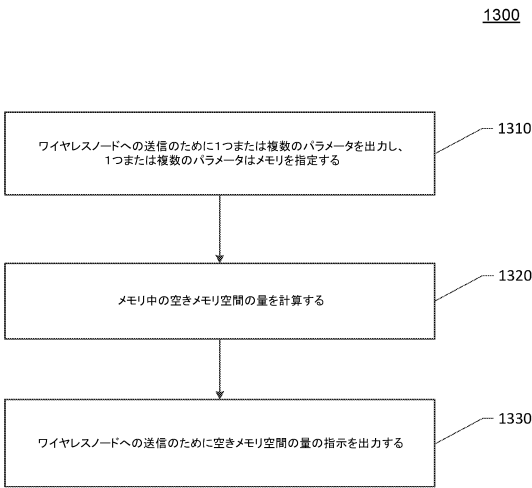 1300
ワイヤレスノードへの送信のために1つまたは複数のパラメータを出力し、
1つまたは複数のパラメータはメモリを指定する
1310
メモリ中の空きメモリ空間の量を計算する
1320
ワイヤレスノードへの送信のために空きメモリ空間の量の指示を出力する
1330